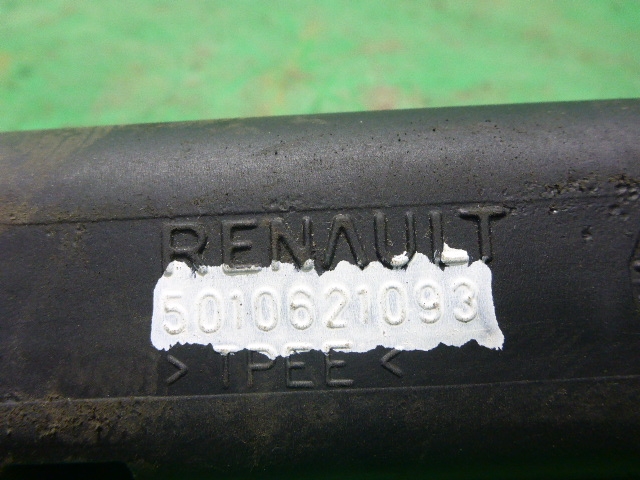 RENAULT
5010621093
> TPEE <